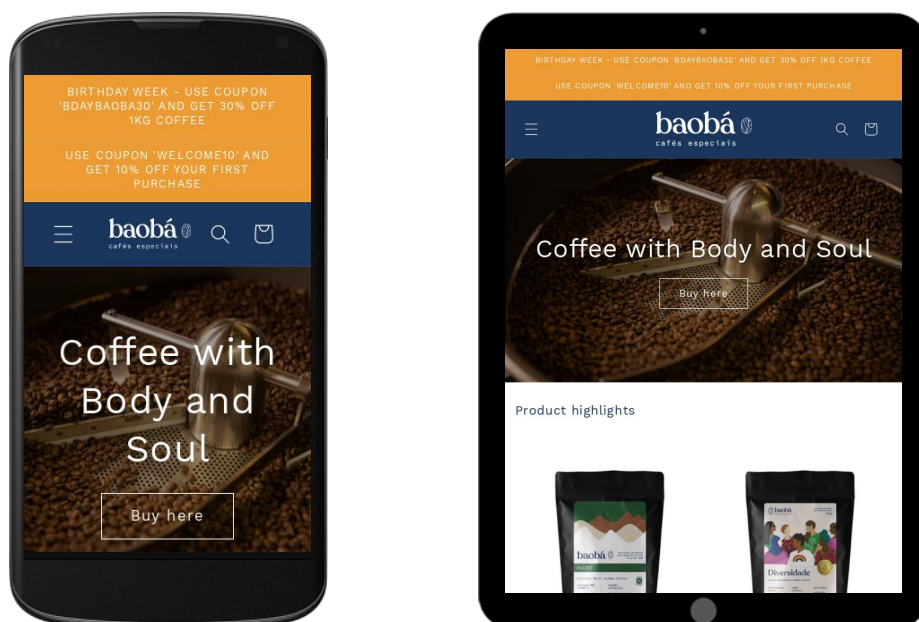 BIRTHDAY WEEK - USE COUPON
'BDAYBAOBA30' AND GET 30% OFF
1KG COFFEE
USE COUPON 'WELCOME10' AND
GET 10% OFF YOUR FIRST
PURCHASE
baobá
cafés especiais
Coffee with
Body and
Soul
Buy here
BIRTHDAY WEEK - USE COUPON 'BDAYBAOBA30' AND GET 30% OFF 1KG COFFEE
USE COUPON 'WELCOME10' AND GET 10% OFF YOUR FIRST PURCHASE
baobá
cafés especiais
Coffee with Body and Soul
Buy here
Product highlights
baobá
baobá
Diversidade